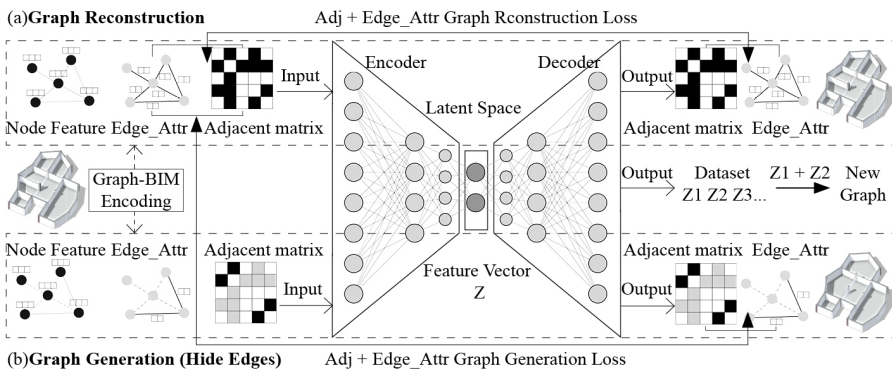 (a)Graph Reconstruction
Adj + Edge_Attr Graph Rconstruction Loss
Encoder
Decoder
Input
Output
Latent Space
Node Feature Edge_Attr
Adjacent matrix
Adjacent matrix
Edge_Attr
Graph-BIM
Encoding
Output
Dataset
Z1 Z2 Z3...
Z1 + Z2
New
Graph
Node Feature Edge_Attr
Adjacent matrix
Adjacent matrix
Edge_Attr
Feature Vector
Z
Input
Output
(b)Graph Generation (Hide Edges)
Adj + Edge_Attr Graph Generation Loss